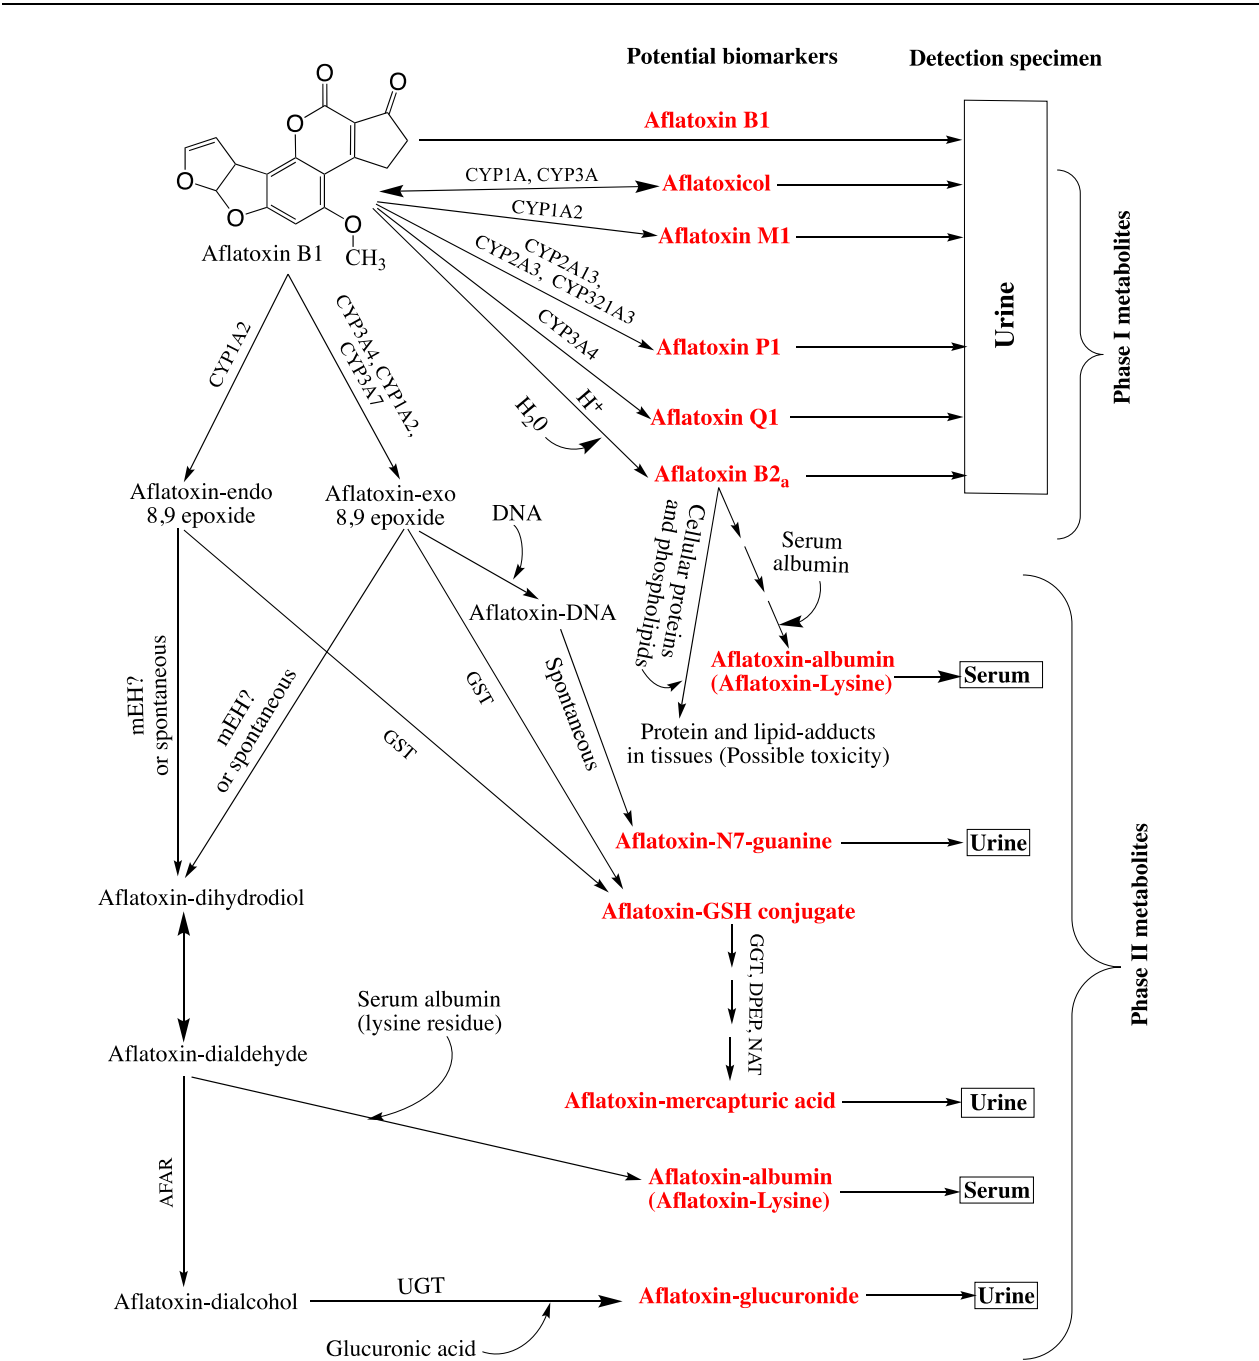 Potential biomarkers
Detection specimen
O
O
O
O
O
O
CH3
Aflatoxin B1
Aflatoxin B1
CYP1A, CYP3A
Aflatoxicol
CYP1A2
Aflatoxin M1
CYP2A13,
CYP2A3, CYP321A3
Aflatoxin P1
CYP3A4
Aflatoxin Q1
H+
H20
Aflatoxin B2a
Urine
Phase I metabolites
CYP1A2
CYP3A4, CYP1A2,
CYP3A7
Aflatoxin-endo
8,9 epoxide
Aflatoxin-exo
8,9 epoxide
DNA
Aflatoxin-DNA
Cellular proteins
and phospholipids
Serum
albumin
Aflatoxin-albumin
(Aflatoxin-Lysine)
Serum
Protein and lipid-adducts
in tissues (Possible toxicity)
mEH?
or spontaneous
mEH?
or spontaneous
GST
GST
Spontaneous
Aflatoxin-N7-guanine
Urine
Aflatoxin-dihydrodiol
Aflatoxin-GSH conjugate
GGT, DPEP, NAT
Phase II metabolites
Serum albumin
(lysine residue)
Aflatoxin-dialdehyde
Aflatoxin-mercapturic acid
Urine
AFAR
Aflatoxin-albumin
(Aflatoxin-Lysine)
Serum
Aflatoxin-dialcohol
UGT
Glucuronic acid
Aflatoxin-glucuronide
Urine